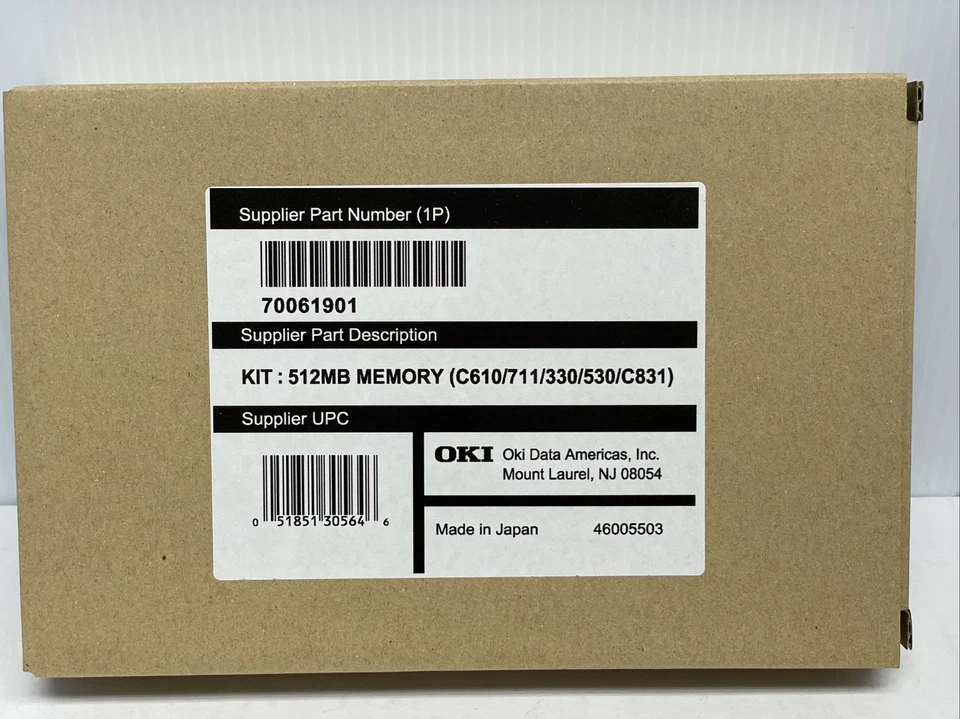 Supplier Part Number (1P)
70061901
Supplier Part Description
KIT : 512MB MEMORY (C610/711/330/530/C831)
Supplier UPC
0 51851 30564 6
OKI Oki Data Americas, Inc.
Mount Laurel, NJ 08054
Made in Japan 46005503